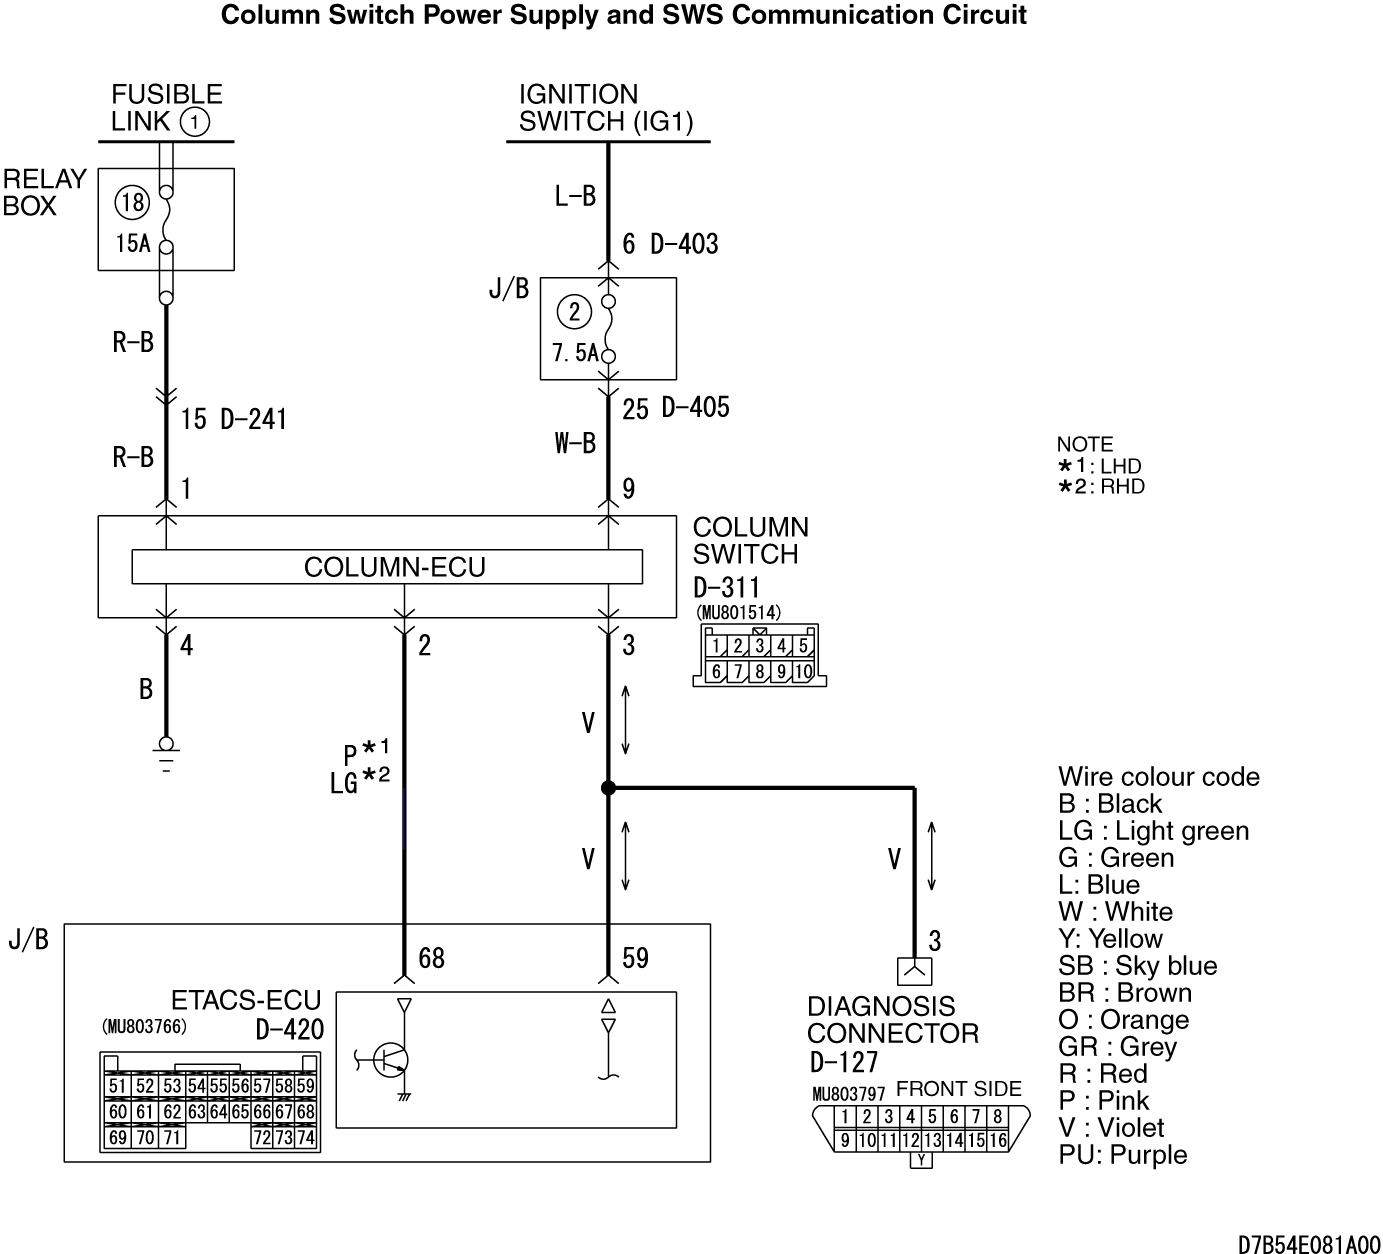 Column Switch Power Supply and SWS Communication Circuit
FUSIBLE
LINK 1
IGNITION
SWITCH (IG1)
RELAY
BOX
18
15A
L-B
6 D-403
J/B
2
7.5A
R-B
15 D-241
25 D-405
R-B
W-B
1
9
NOTE
*1: LHD
*2: RHD
COLUMN-ECU
COLUMN
SWITCH
D-311
(MU801514)
1 2 3 4 5
6 7 8 9 10
4
2
3
B
V
P*1
LG*2
V
V
Wire colour code
B : Black
LG : Light green
G : Green
L: Blue
W : White
Y: Yellow
SB : Sky blue
BR : Brown
O : Orange
GR : Grey
R : Red
P : Pink
V : Violet
PU: Purple
J/B
68
59
3
ETACS-ECU
(MU803766) D-420
51 52 53 54 55 56 57 58 59
60 61 62 63 64 65 66 67 68
69 70 71 72 73 74
DIAGNOSIS
CONNECTOR
D-127
MU803797 FRONT SIDE
1 2 3 4 5 6 7 8
9 10 11 12 13 14 15 16
Y
D7B54E081A00